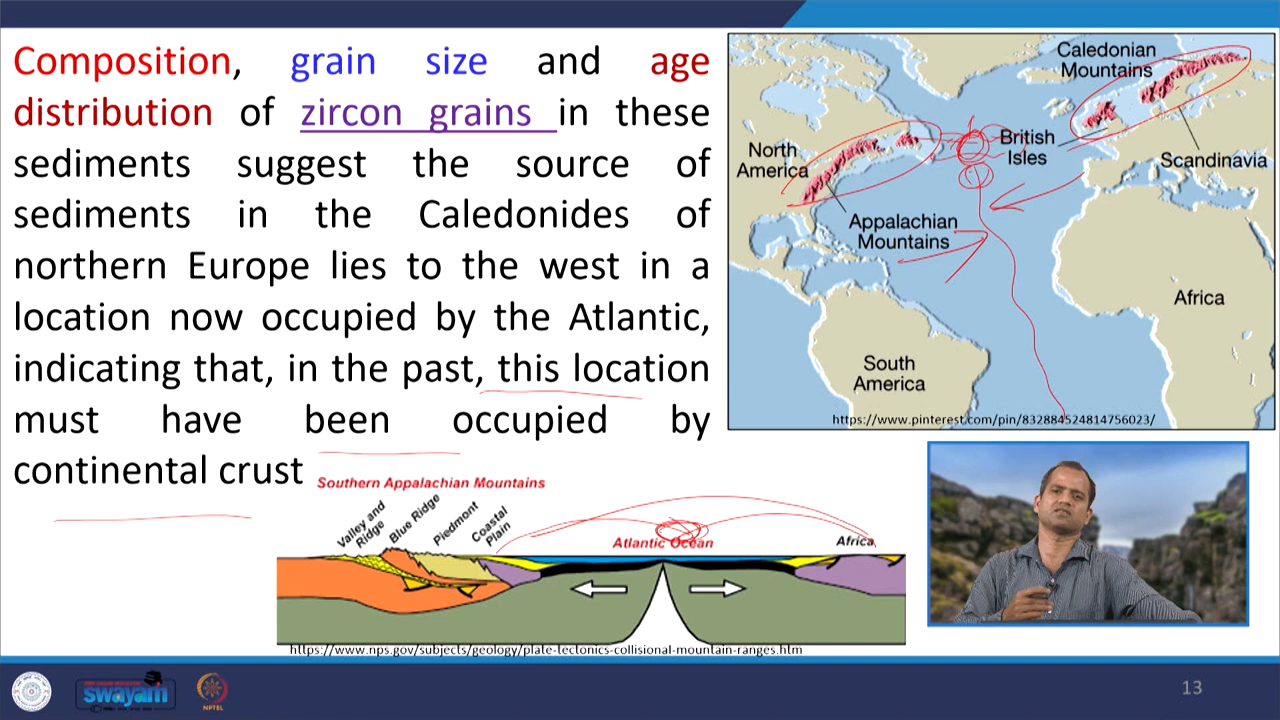 Composition, grain size and age
distribution of zircon grains in these
sediments suggest the source of
sediments in the Caledonides of
northern Europe lies to the west in a
location now occupied by the Atlantic,
indicating that, in the past, this location
must have been occupied by
continental crust
Caledonian
Mountains
North
America
British
Isles
Scandinavia
Appalachian
Mountains
Africa
South
America
https://www.pinterest.com/pin/832884524814756023/
Southern Appalachian Mountains
Valley and
Ridge
Blue Ridge
Piedmont
Coastal
Plain
Atlantic Ocean
Africa
https://www.nps.gov/subjects/geology/plate-tectonics-collisional-mountain-ranges.htm
swayam
NPTEL
13